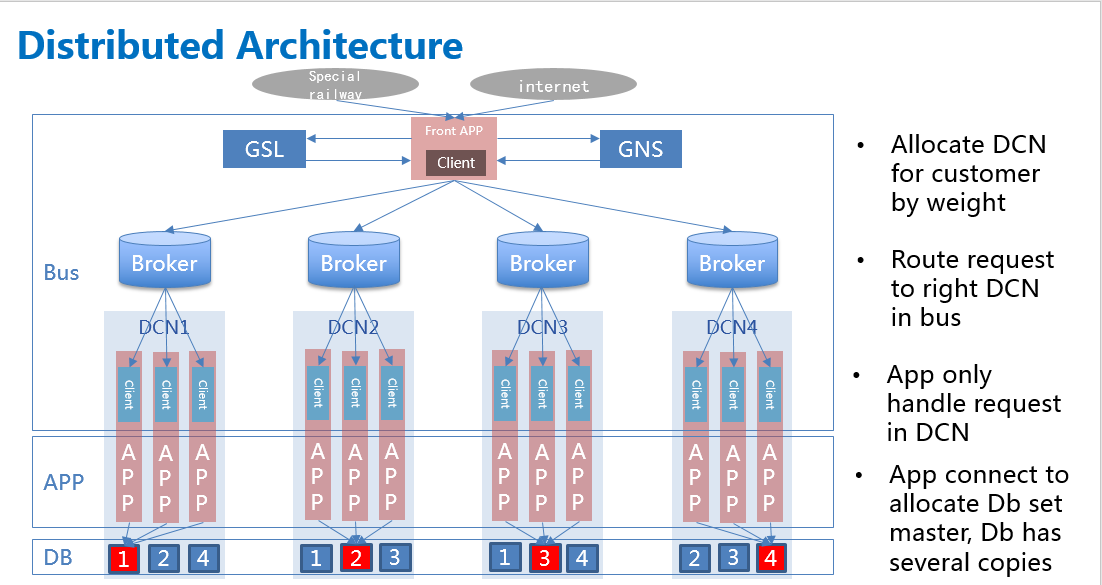 Distributed Architecture
Special
railway
internet
GSL
Front APP
Client
GNS
Bus
Broker
Broker
Broker
Broker
DCN1
DCN2
DCN3
DCN4
Client
Client
Client
Client
Client
Client
Client
Client
Client
Client
Client
Client
APP
APP
APP
APP
APP
APP
APP
APP
APP
APP
APP
APP
APP
DB
1
2
4
1
2
3
1
3
4
2
3
4
• Allocate DCN
for customer
by weight
• Route request
to right DCN
in bus
• App only
handle request
in DCN
• App connect to
allocate Db set
master, Db has
several copies